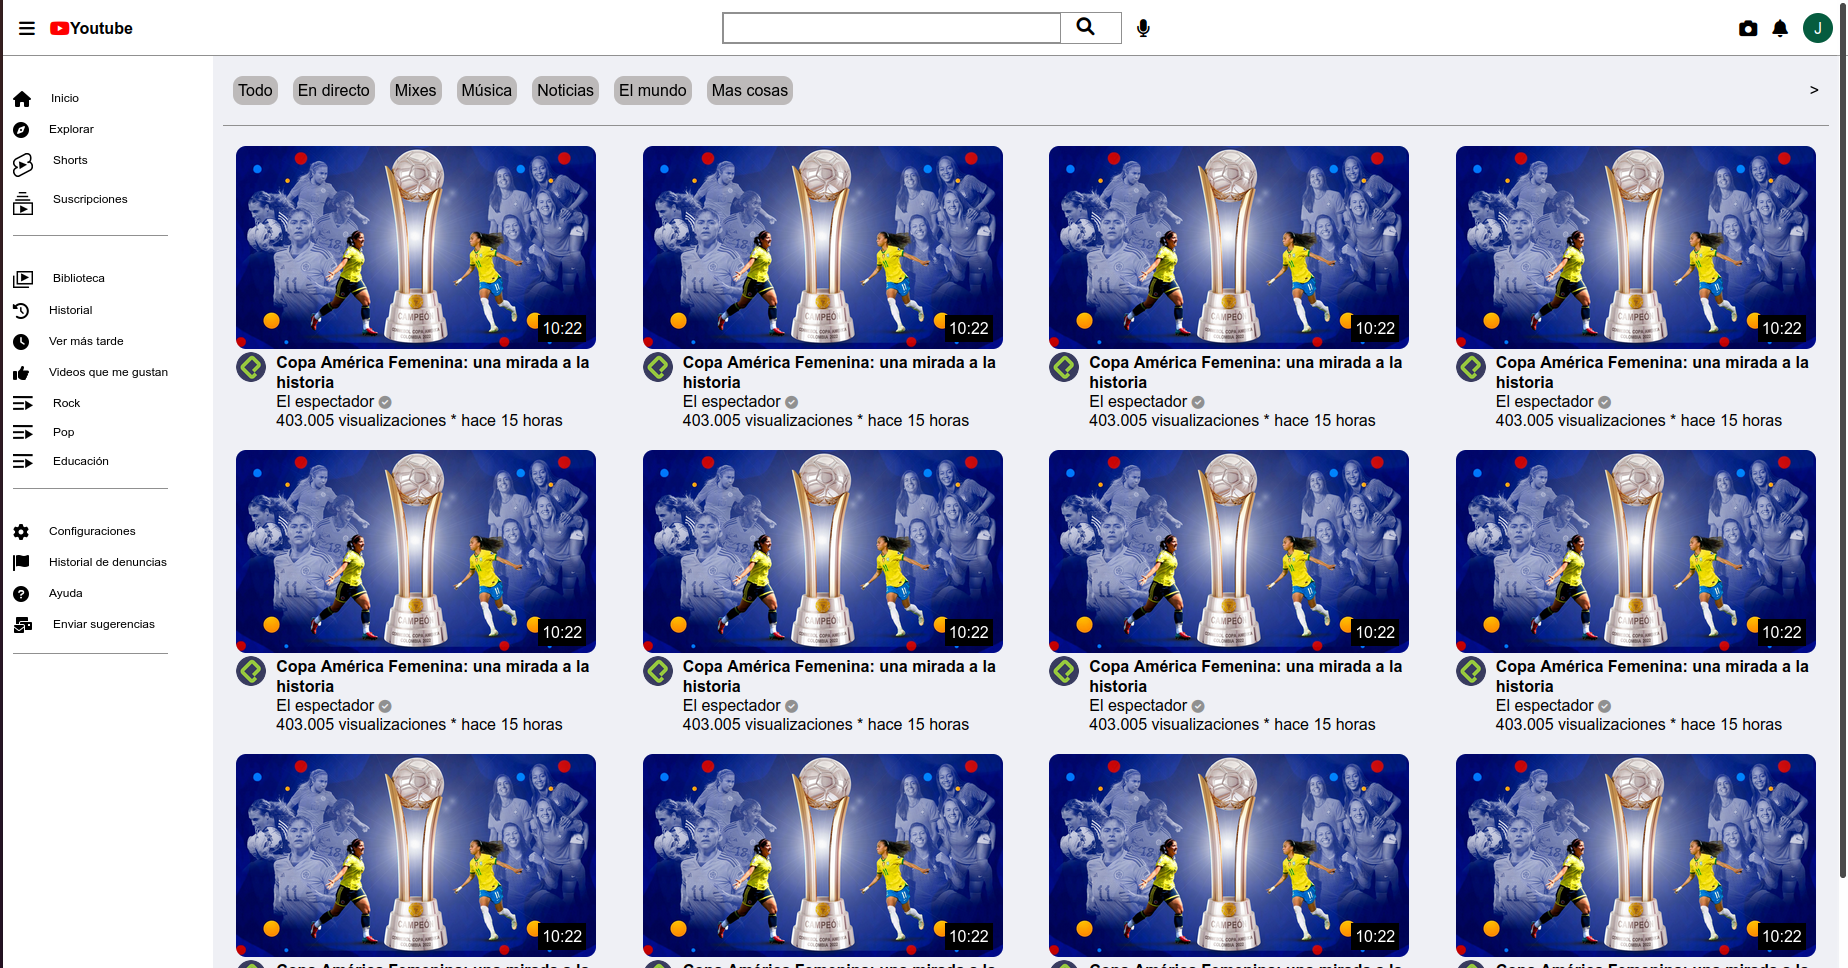 Youtube
J
Inicio
Explorar
Shorts
Suscripciones
Biblioteca
Historial
Ver más tarde
Videos que me gustan
Rock
Pop
Educación
Configuraciones
Historial de denuncias
Ayuda
Enviar sugerencias
Todo En directo Mixes Música Noticias El mundo Mas cosas >
10:22 10:22 10:22 10:22
Copa América Femenina: una mirada a la
historia
El espectador
403.005 visualizaciones * hace 15 horas
Copa América Femenina: una mirada a la
historia
El espectador
403.005 visualizaciones * hace 15 horas
Copa América Femenina: una mirada a la
historia
El espectador
403.005 visualizaciones * hace 15 horas
Copa América Femenina: una mirada a la
historia
El espectador
403.005 visualizaciones * hace 15 horas
10:22 10:22 10:22 10:22
Copa América Femenina: una mirada a la
historia
El espectador
403.005 visualizaciones * hace 15 horas
Copa América Femenina: una mirada a la
historia
El espectador
403.005 visualizaciones * hace 15 horas
Copa América Femenina: una mirada a la
historia
El espectador
403.005 visualizaciones * hace 15 horas
Copa América Femenina: una mirada a la
historia
El espectador
403.005 visualizaciones * hace 15 horas
10:22 10:22 10:22 10:22